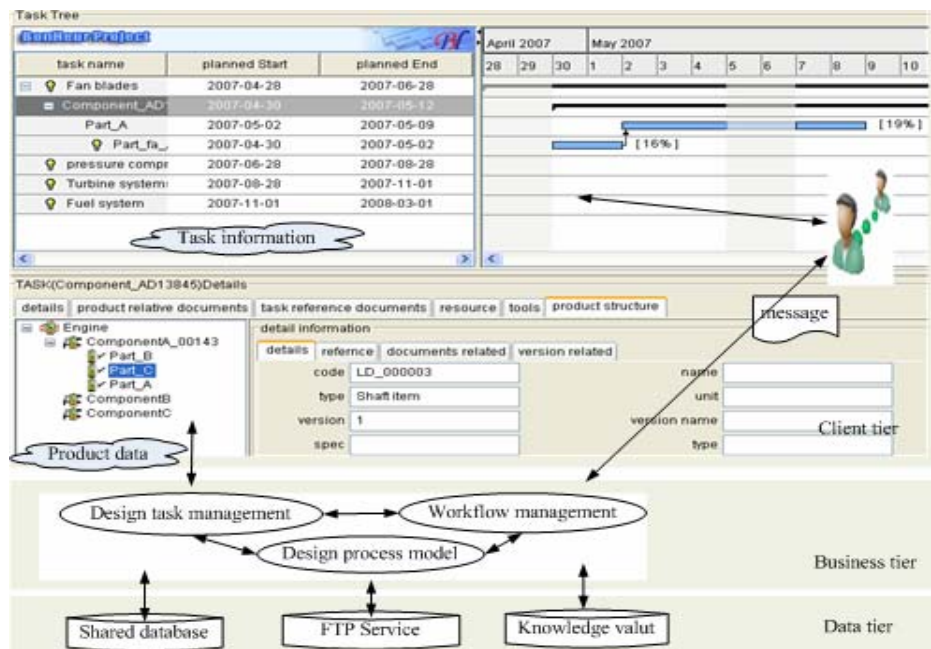 Task Tree
BonHeur Project
April 2007 May 2007
task name planned Start planned End
28 29 30 1 2 3 4 5 6 7 8 9 10
Fan blades 2007-04-28 2007-06-28
Component_AD 2007-04-30 2007-05-12
Part_A 2007-05-02 2007-05-09 [19%]
Part_fa_ 2007-04-30 2007-05-02 [16%]
pressure compr 2007-06-28 2007-08-28
Turbine system 2007-08-28 2007-11-01
Fuel system 2007-11-01 2008-03-01
Task information
TASK(Component_AD13845)Details
details product relative documents task reference documents resource tools product structure
message
Engine
ComponentA_00143
Part_B
Part_C
Part_A
ComponentB
ComponentC
detail information
details refernce documents related version related
code LD_000003 name
type Shaft item unit
version 1 version name
spec type
Client tier
Product data
Design task management Workflow management
Design process model
Business tier
Shared database FTP Service Knowledge valut Data tier